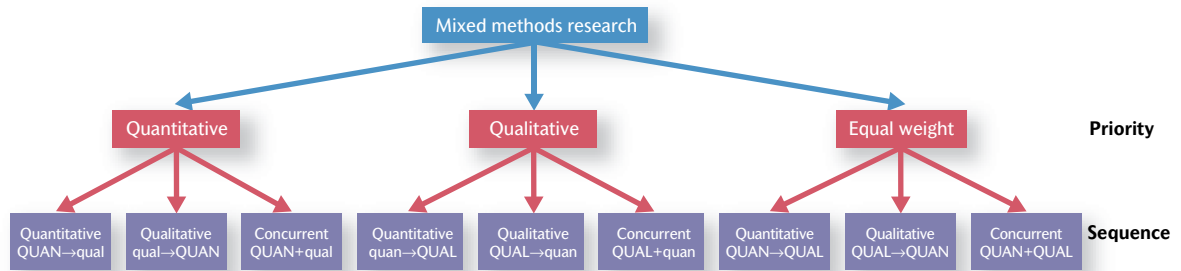 Mixed methods research
Quantitative
Qualitative
Equal weight
Priority
Quantitative
QUAN→qual
Qualitative
qual→QUAN
Concurrent
QUAN+qual
Quantitative
quan→QUAL
Qualitative
QUAL→quan
Concurrent
QUAL+quan
Quantitative
QUAN→QUAL
Qualitative
QUAL→QUAN
Concurrent
QUAN+QUAL
Sequence